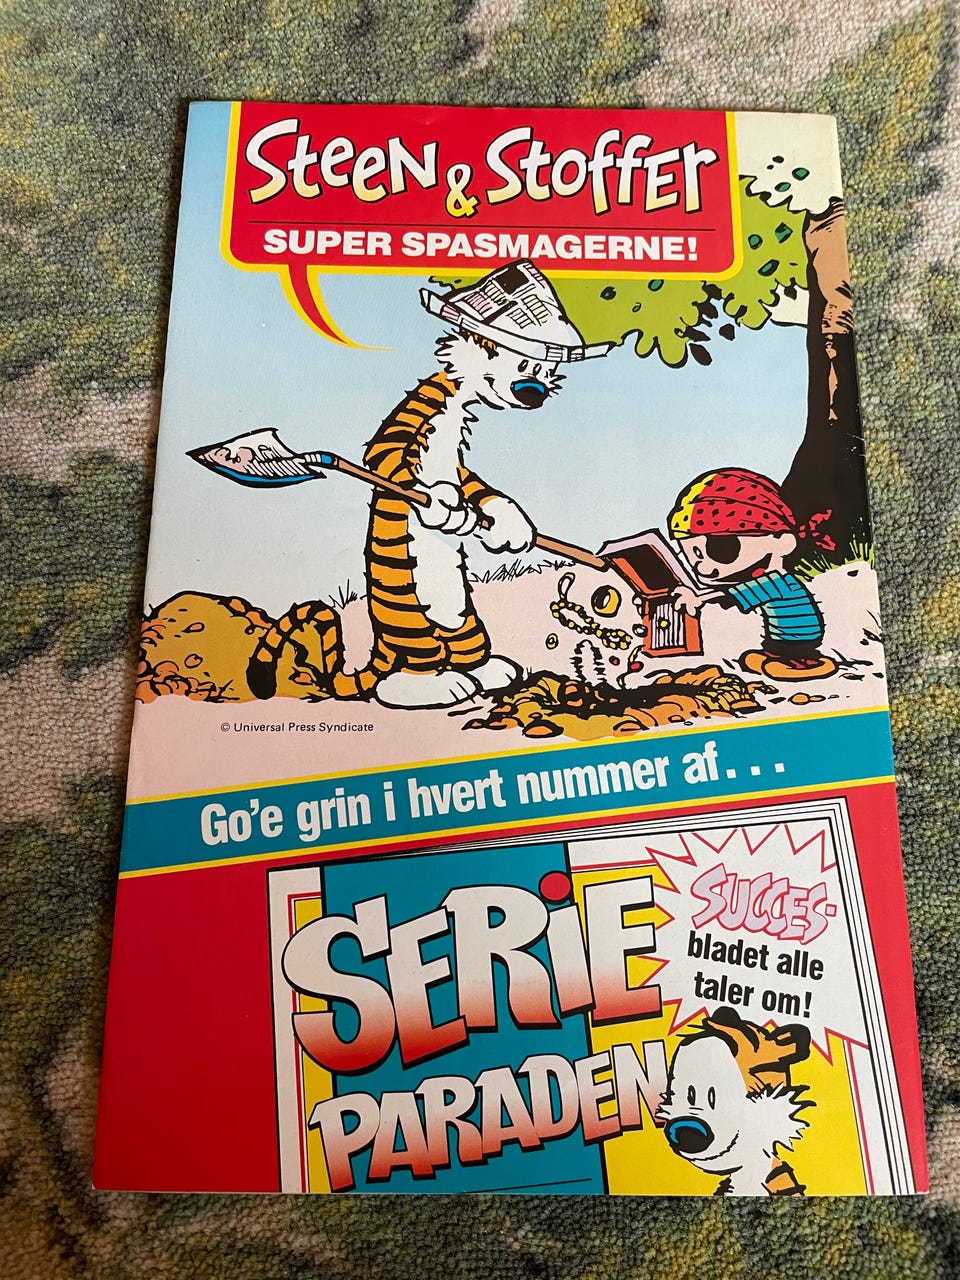 Steen & Stoffer
SUPER SPASMAGERNE!
© Universal Press Syndicate
Go'e grin i hvert nummer af...
SERIE
PARADEN
SUCCES-
bladet alle
taler om!